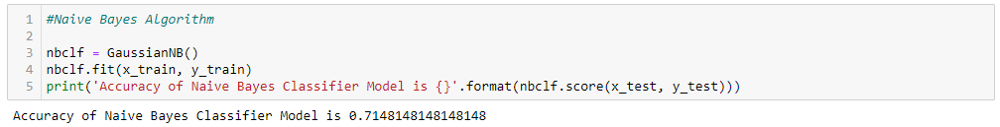 1 #Naive Bayes Algorithm
2
3 nbclf = GaussianNB()
4 nbclf.fit(x_train, y_train)
5 print('Accuracy of Naive Bayes Classifier Model is {}'.format(nbclf.score(x_test, y_test)))
Accuracy of Naive Bayes Classifier Model is 0.7148148148148148